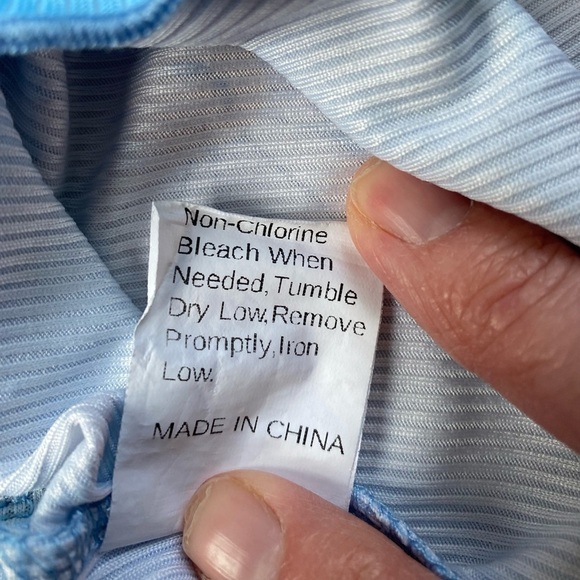 Non-Chlorine
Bleach When
Needed,Tumble
Dry Low,Remove
Promptly,Iron
Low.
MADE IN CHINA